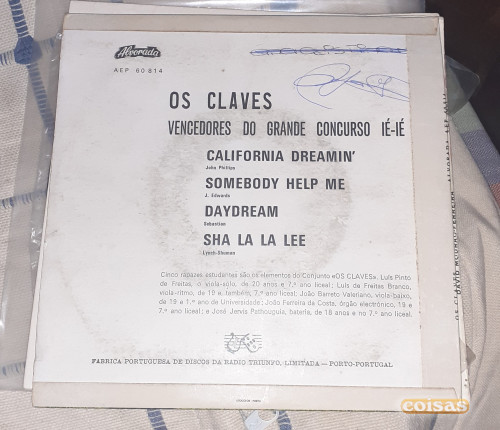 Alvorada
AEP 60 814
OS CLAVES
VENCEDORES DO GRANDE CONCURSO IÉ-IÉ
CALIFORNIA DREAMIN'
John Phillips
SOMEBODY HELP ME
J. Edwards
DAYDREAM
Sebastian
SHA LA LA LEE
Lynch-Shuman
Cinco rapazes estudantes são os elementos do Conjunto «OS CLAVES». Luís Pinto
de Freitas, o viola-solo, de 20 anos e 7.º ano liceal; Luís de Freitas Branco,
viola-ritmo, de 19 e, também, 7.º ano liceal; João Barreto Valeriano, viola-baixo,
de 19 e 1.º ano de Universidade; João Ferreira da Costa, órgão electrónico, 19 e
7.º ano liceal; e José Jervis Pathouguia, bateria, de 18 anos e no 7.º ano liceal.
FABRICA PORTUGUESA DE DISCOS DA RADIO TRIUNFO, LIMITADA — PORTO-PORTUGAL
coisas